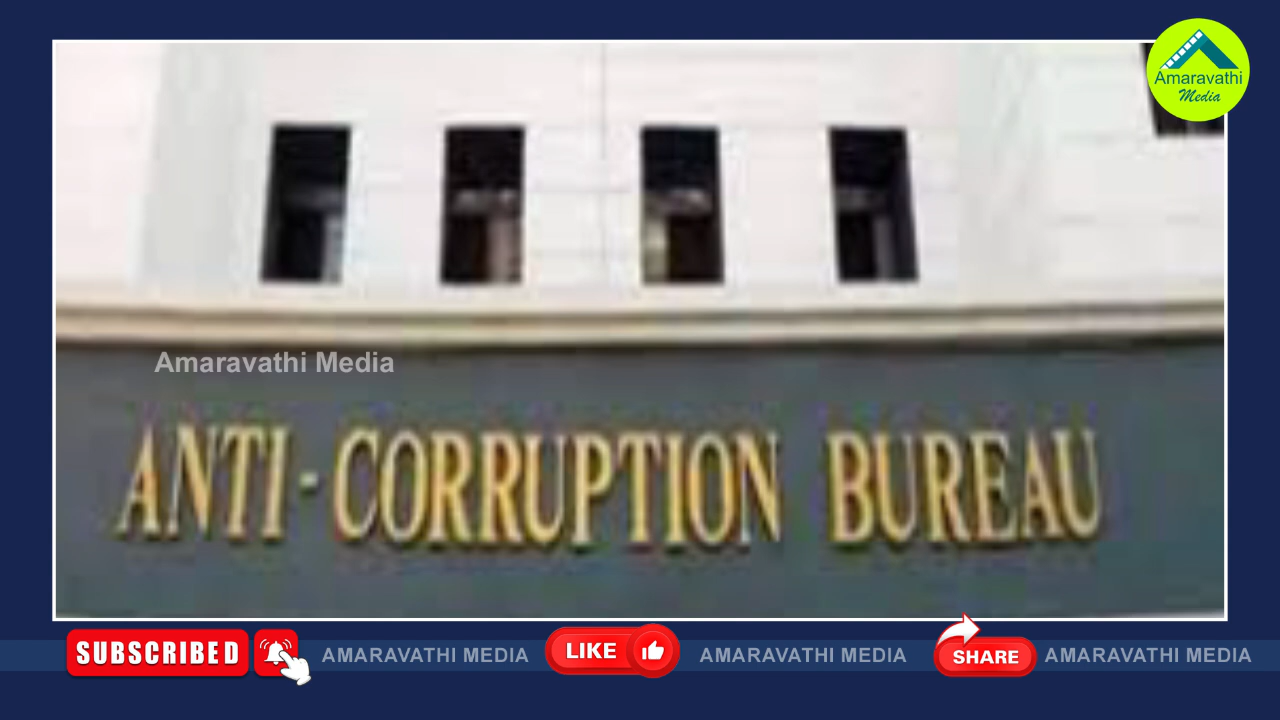 Amaravathi
Media
Amaravathi Media
ANTI-CORRUPTION BUREAU
SUBSCRIBED
AMARAVATHI MEDIA
LIKE
AMARAVATHI MEDIA
SHARE
AMARAVATHI MEDIA